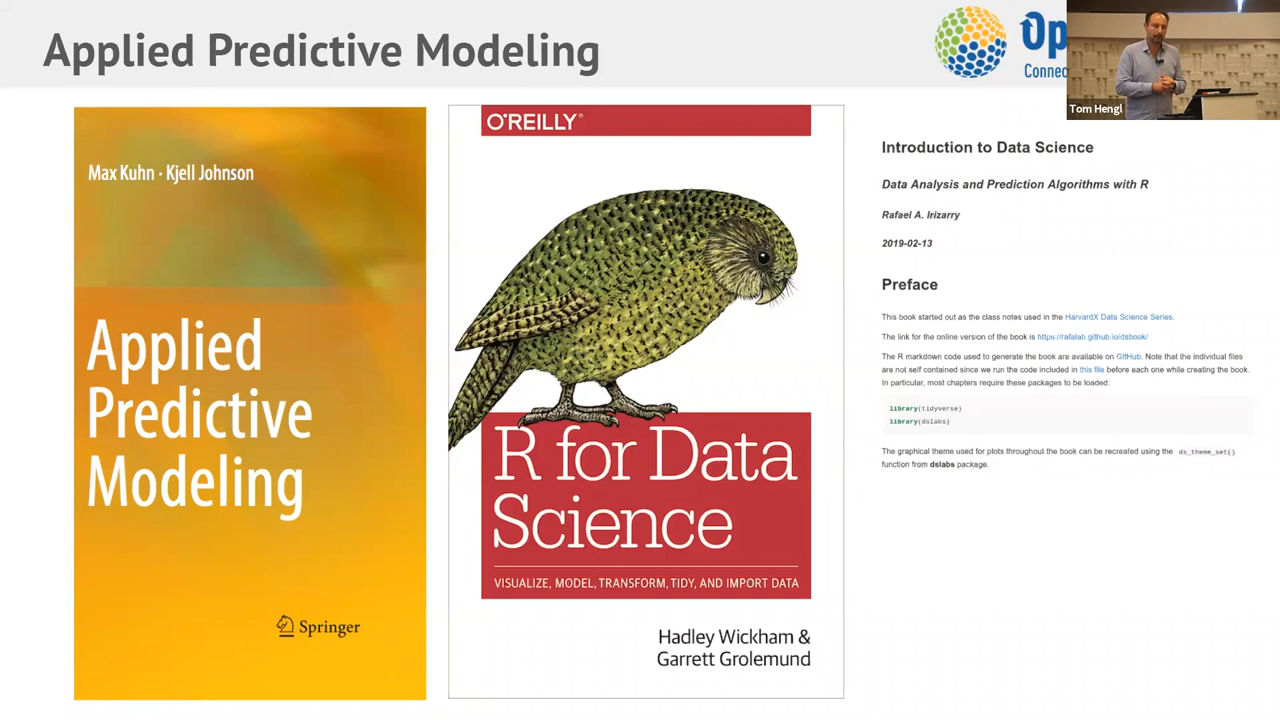 Applied Predictive Modeling
Op
Connec
Tom Hengl
Max Kuhn · Kjell Johnson
Applied
Predictive
Modeling
Springer
O'REILLY®
R for Data
Science
VISUALIZE, MODEL, TRANSFORM, TIDY, AND IMPORT DATA
Hadley Wickham &
Garrett Grolemund
Introduction to Data Science
Data Analysis and Prediction Algorithms with R
Rafael A. Irizarry
2019-02-13
Preface
This book started out as the class notes used in the HarvardX Data Science Series.
The link for the online version of the book is https://rafalab.github.io/dsbook/
The R markdown code used to generate the book are available on GitHub. Note that the individual files
are not self contained since we run the code included in this file before each one while creating the book.
In particular, most chapters require these packages to be loaded:
library(tidyverse)
library(dslabs)
The graphical theme used for plots throughout the book can be recreated using the ds_theme_set()
function from dslabs package.